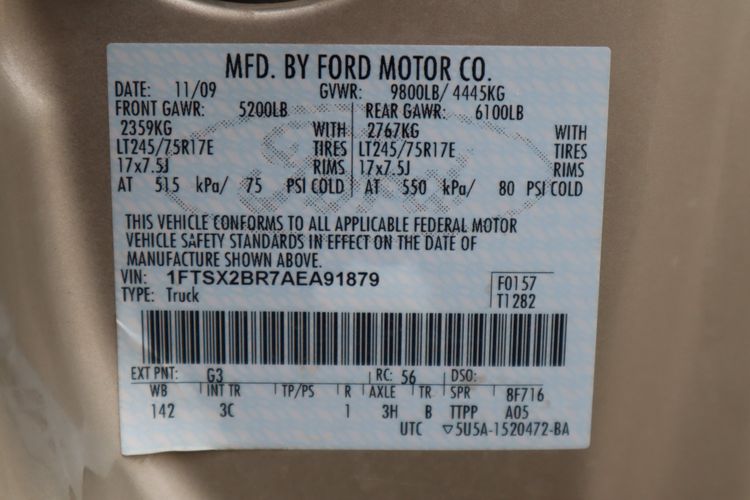 MFD. BY FORD MOTOR CO.
DATE: 11/09 GVWR: 9800LB/ 4445KG
FRONT GAWR: 5200LB REAR GAWR: 6100LB
2359KG WITH 2767KG WITH
LT245/75R17E TIRES LT245/75R17E TIRES
17x7.5J RIMS 17x7.5J RIMS
AT 515 kPa/ 75 PSI COLD AT 550 kPa/ 80 PSI COLD
THIS VEHICLE CONFORMS TO ALL APPLICABLE FEDERAL MOTOR
VEHICLE SAFETY STANDARDS IN EFFECT ON THE DATE OF
MANUFACTURE SHOWN ABOVE.
VIN: 1FTSX2BR7AEA91879 F0157
TYPE: Truck T1282
EXT PNT: G3 RC: 56 DSO:
WB INT TR TP/PS R AXLE TR SPR 8F716
142 3C 1 3H B TTPP A05
UTC ▽5U5A-1520472-BA